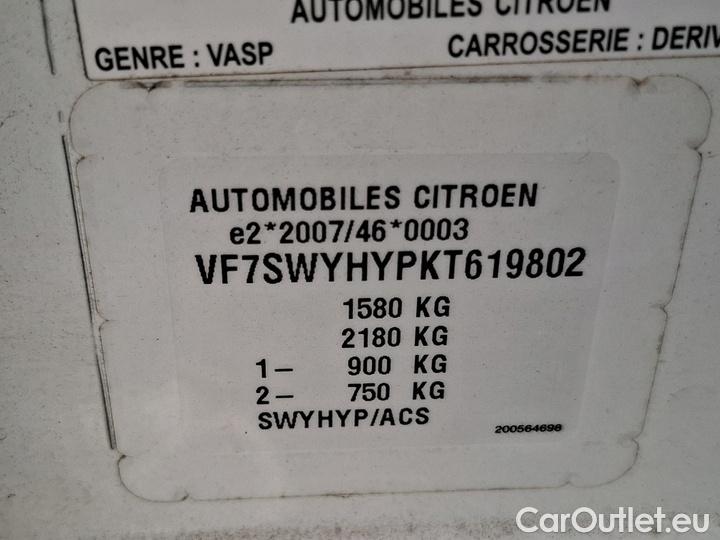 AUTOMOBILES CITROEN
GENRE : VASP CARROSSERIE : DERIV
AUTOMOBILES CITROEN
e2*2007/46*0003
VF7SWYHYPKT619802
1580 KG
2180 KG
1– 900 KG
2– 750 KG
SWYHYP/ACS
200564698
CarOutlet.eu